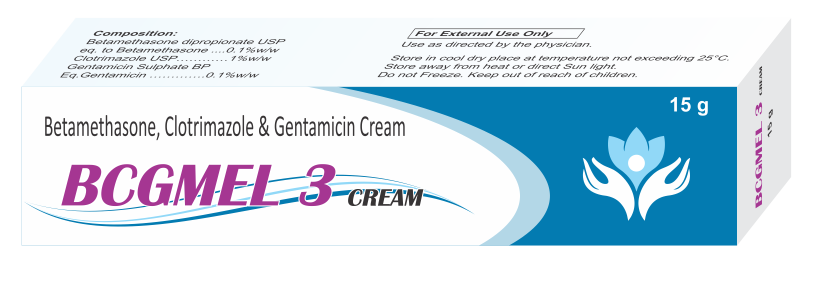 Composition:
Betamethasone dipropionate USP
eq. to Betamethasone ....0.1%w/w
Clotrimazole USP............ 1%w/w
Gentamicin Sulphate BP
Eq.Gentamicin .............0.1%w/w
For External Use Only
Use as directed by the physician.
Store in cool dry place at temperature not exceeding 25°C.
Store away from heat or direct Sun light.
Do not Freeze. Keep out of reach of children.
15 g
Betamethasone, Clotrimazole & Gentamicin Cream
BCGMEL 3 CREAM
BCGMEL 3 CREAM
15 g